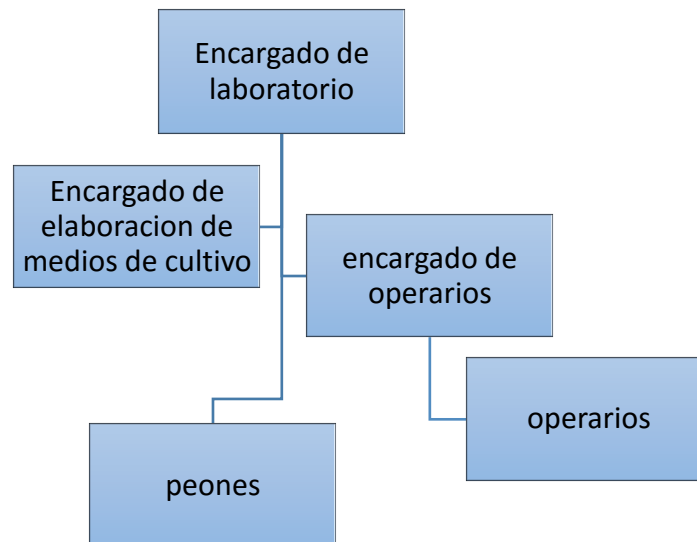 Encargado de
laboratorio
Encargado de
elaboracion de
medios de cultivo
encargado de
operarios
operarios
peones